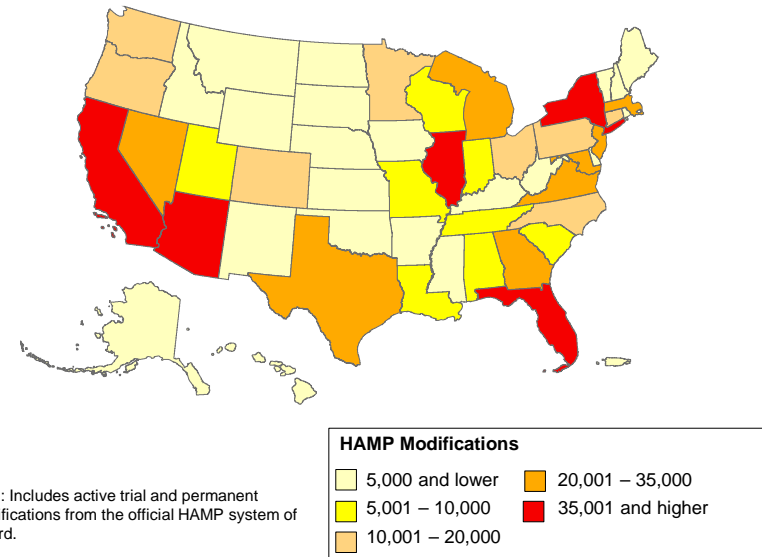 HAMP Modifications
5,000 and lower
5,001 – 10,000
10,001 – 20,000
20,001 – 35,000
35,001 and higher
: Includes active trial and permanent
ifications from the official HAMP system of
rd.